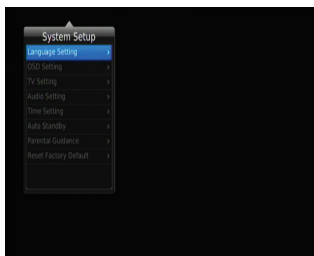 System Setup
Language Setting
OSD Setting
TV Setting
Audio Setting
Time Setting
Auto Standby
Parental Guidance
Reset Factory Default